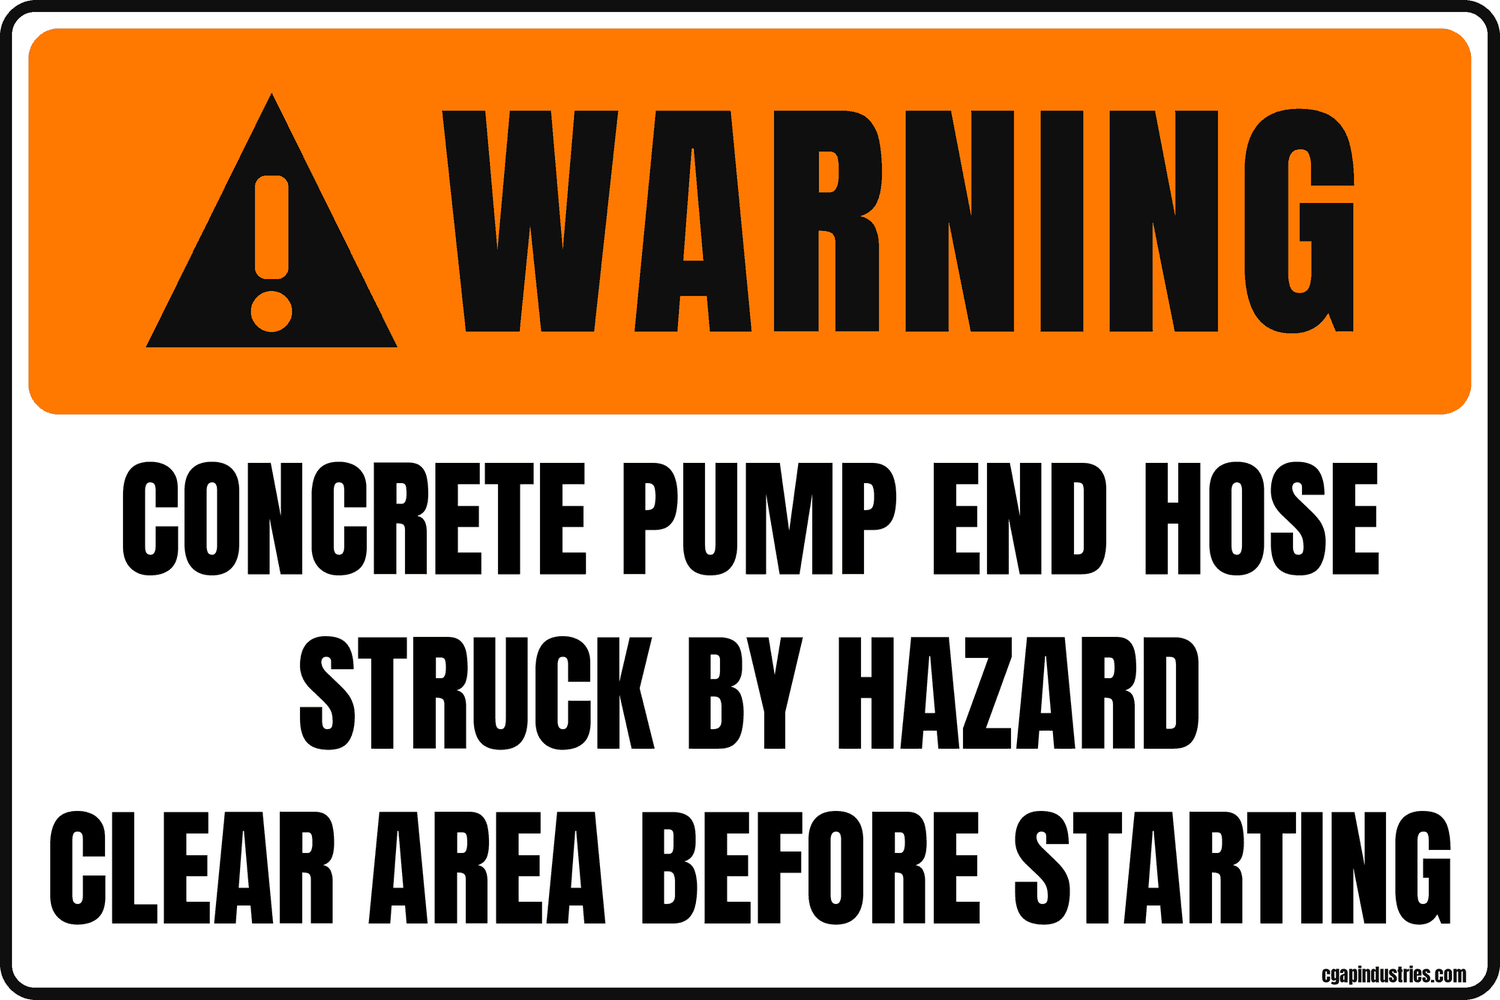 WARNING
CONCRETE PUMP END HOSE
STRUCK BY HAZARD
CLEAR AREA BEFORE STARTING
cgapindustries.com